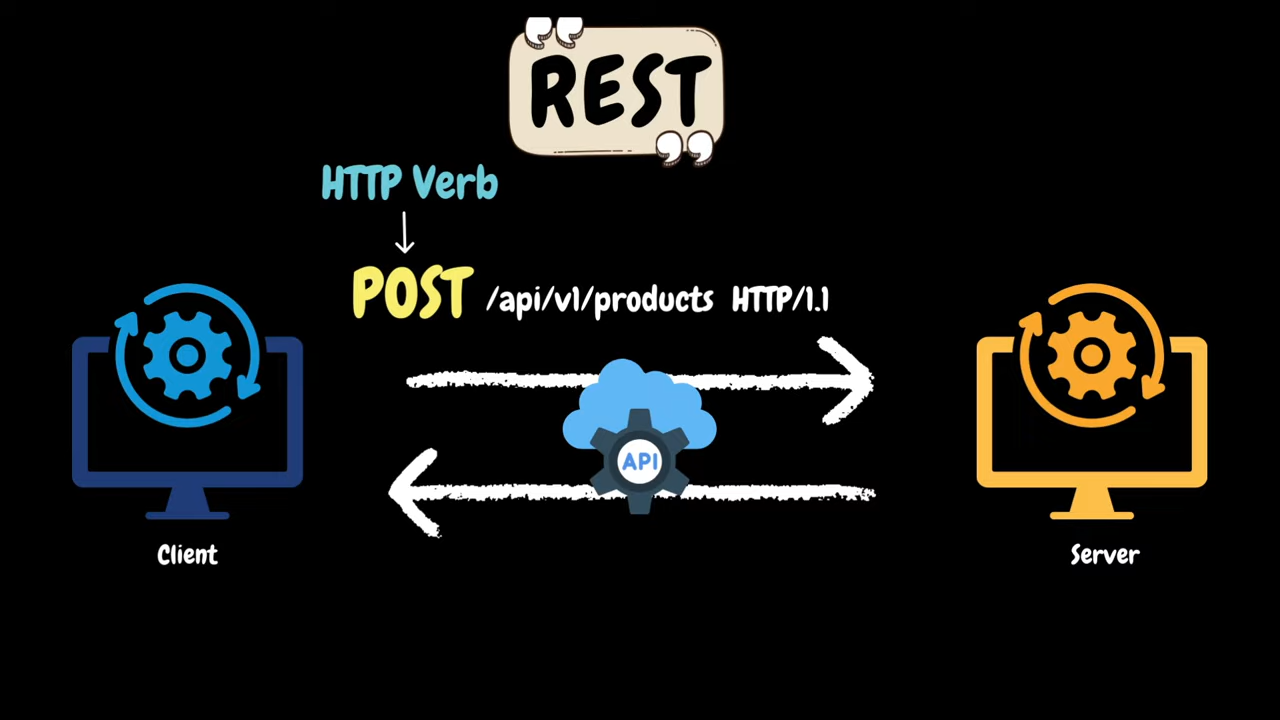 REST
HTTP Verb
POST /api/v1/products HTTP/1.1
API
Client
Server